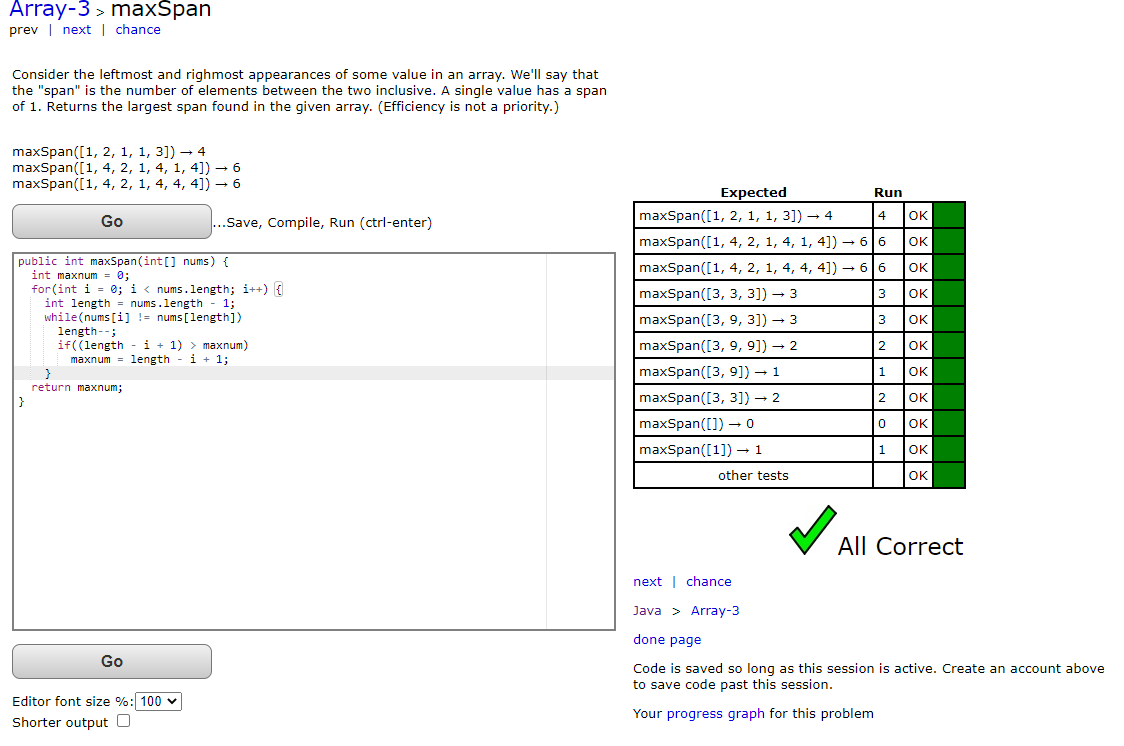 Array-3 > maxSpan
prev | next | chance
Consider the leftmost and righmost appearances of some value in an array. We'll say that
the "span" is the number of elements between the two inclusive. A single value has a span
of 1. Returns the largest span found in the given array. (Efficiency is not a priority.)
maxSpan([1, 2, 1, 1, 3]) → 4
maxSpan([1, 4, 2, 1, 4, 1, 4]) → 6
maxSpan([1, 4, 2, 1, 4, 4, 4]) → 6
Go ...Save, Compile, Run (ctrl-enter)
public int maxSpan(int[] nums) {
  int maxnum = 0;
  for(int i = 0; i < nums.length; i++) {
    int length = nums.length - 1;
    while(nums[i] != nums[length])
      length--;
      if((length - i + 1) > maxnum)
        maxnum = length - i + 1;
    }
  return maxnum;
}
Go
Editor font size %: 100
Shorter output
Expected Run
maxSpan([1, 2, 1, 1, 3]) → 4 4 OK
maxSpan([1, 4, 2, 1, 4, 1, 4]) → 6 6 OK
maxSpan([1, 4, 2, 1, 4, 4, 4]) → 6 6 OK
maxSpan([3, 3, 3]) → 3 3 OK
maxSpan([3, 9, 3]) → 3 3 OK
maxSpan([3, 9, 9]) → 2 2 OK
maxSpan([3, 9]) → 1 1 OK
maxSpan([3, 3]) → 2 2 OK
maxSpan([]) → 0 0 OK
maxSpan([1]) → 1 1 OK
other tests OK
All Correct
next | chance
Java > Array-3
done page
Code is saved so long as this session is active. Create an account above
to save code past this session.
Your progress graph for this problem